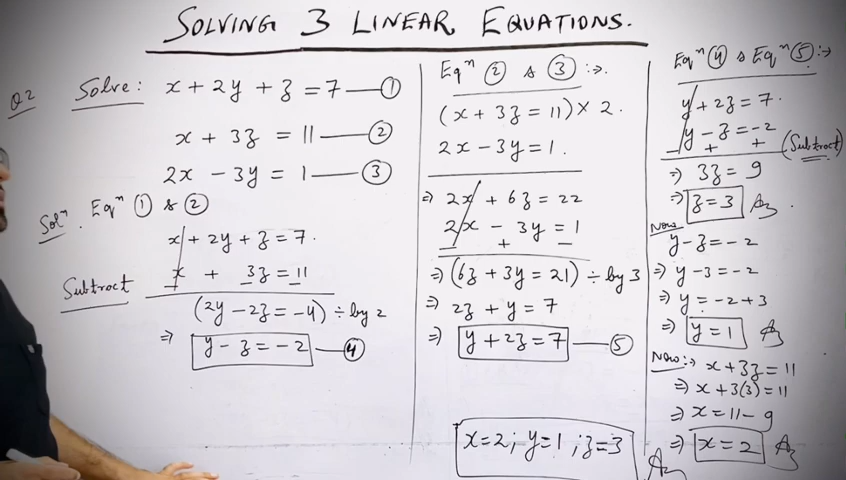 SOLVING 3 LINEAR EQUATIONS.
Q2 Solve: x + 2y + z = 7 — ①
x + 3z = 11 — ②
2x - 3y = 1 — ③
Solⁿ. Eqⁿ ① & ②
x + 2y + z = 7.
Subtract x + 3z = 11
- - -
(2y - 2z = -4) ÷ by 2
⇒ y - z = -2 — ④
Eqⁿ ② & ③ :→.
(x + 3z = 11) × 2.
2x - 3y = 1.
⇒ 2x + 6z = 22
2x - 3y = 1
- + -
⇒ (6z + 3y = 21) ÷ by 3
⇒ 2z + y = 7
⇒ y + 2z = 7 — ⑤
x = 2; y = 1; z = 3 Ans
Eqⁿ ④ & Eqⁿ ⑤ :→
y + 2z = 7.
y - z = -2
- + + (Subtract)
⇒ 3z = 9
⇒ z = 3 Ans.
Now
y - z = -2
⇒ y - 3 = -2
⇒ y = -2 + 3
⇒ y = 1 Ans
Now :→ x + 3z = 11
⇒ x + 3(3) = 11
⇒ x = 11 - 9
⇒ x = 2 Ans